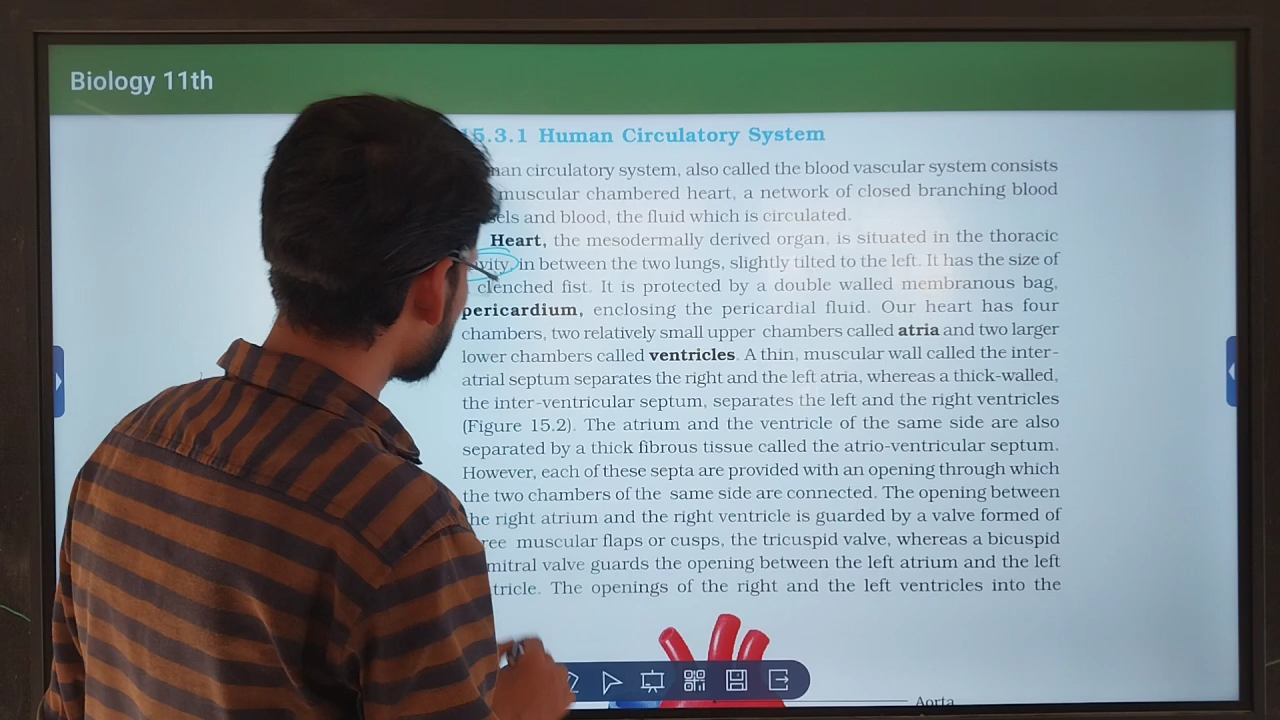 Biology 11th
15.3.1 Human Circulatory System
circulatory system, also called the blood vascular system consists
muscular chambered heart, a network of closed branching blood
and blood, the fluid which is circulated.
Heart, the mesodermally derived organ, is situated in the thoracic
in between the two lungs, slightly tilted to the left. It has the size of
clenched fist. It is protected by a double walled membranous bag,
pericardium, enclosing the pericardial fluid. Our heart has four
chambers, two relatively small upper chambers called atria and two larger
lower chambers called ventricles. A thin, muscular wall called the inter-
atrial septum separates the right and the left atria, whereas a thick-walled,
the inter-ventricular septum, separates the left and the right ventricles
(Figure 15.2). The atrium and the ventricle of the same side are also
separated by a thick fibrous tissue called the atrio-ventricular septum.
However, each of these septa are provided with an opening through which
the two chambers of the same side are connected. The opening between
the right atrium and the right ventricle is guarded by a valve formed of
muscular flaps or cusps, the tricuspid valve, whereas a bicuspid
mitral valve guards the opening between the left atrium and the left
The openings of the right and the left ventricles into the
Aorta